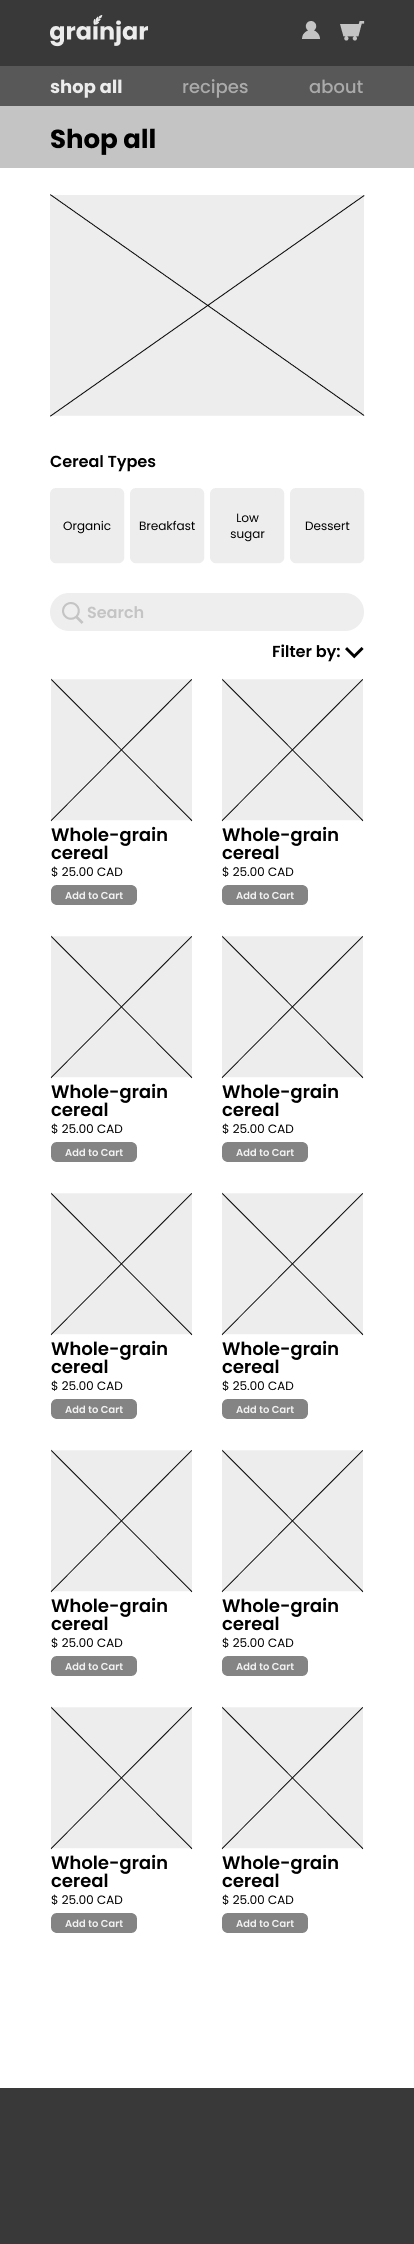 grainjar
shop all recipes about
Shop all
Cereal Types
Organic Breakfast Low sugar Dessert
Search
Filter by:
Whole-grain
cereal
$ 25.00 CAD
Add to Cart
Whole-grain
cereal
$ 25.00 CAD
Add to Cart
Whole-grain
cereal
$ 25.00 CAD
Add to Cart
Whole-grain
cereal
$ 25.00 CAD
Add to Cart
Whole-grain
cereal
$ 25.00 CAD
Add to Cart
Whole-grain
cereal
$ 25.00 CAD
Add to Cart
Whole-grain
cereal
$ 25.00 CAD
Add to Cart
Whole-grain
cereal
$ 25.00 CAD
Add to Cart
Whole-grain
cereal
$ 25.00 CAD
Add to Cart
Whole-grain
cereal
$ 25.00 CAD
Add to Cart